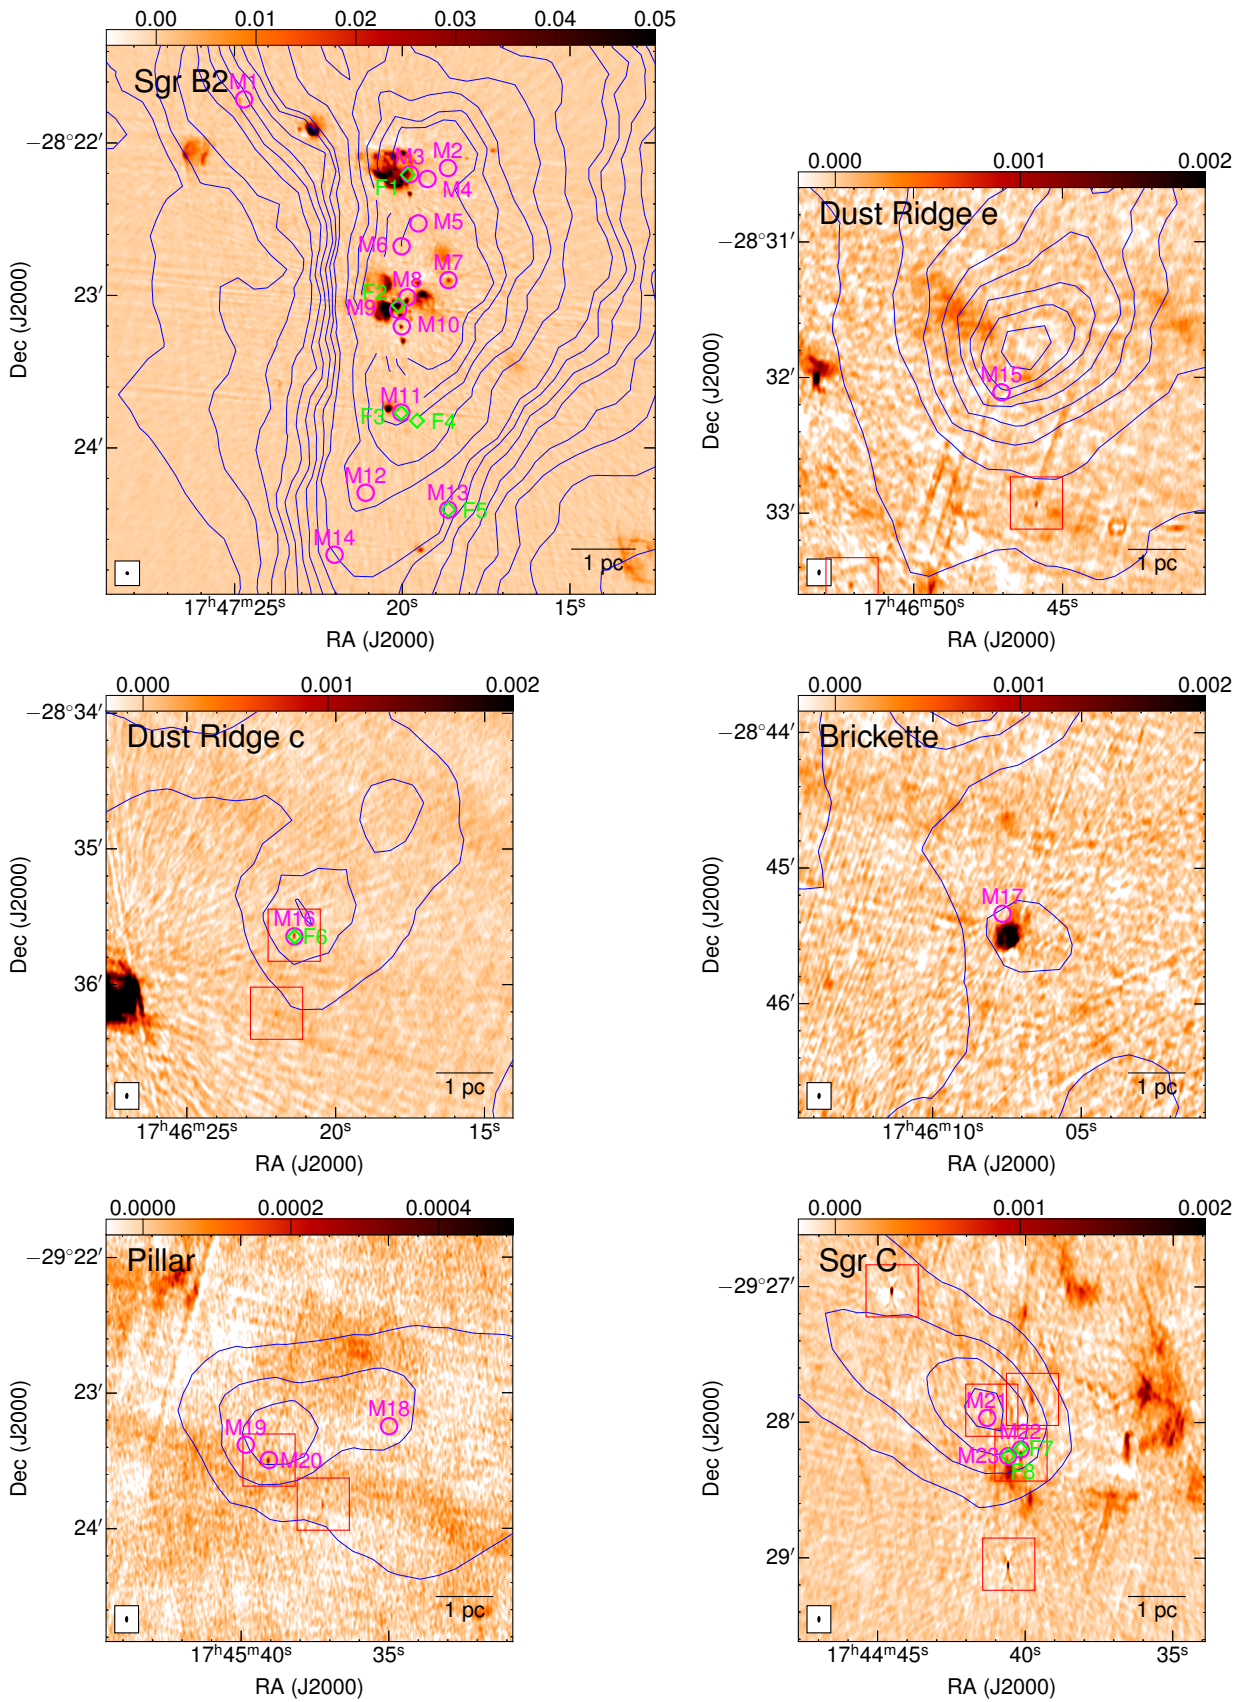 0.00 0.01 0.02 0.03 0.04 0.05
Sgr B2
M1
M2
M3
M4
F1
M5
M6
M7
M8
F2
M9
M10
M11
F3
F4
M12
M13
F5
M14
1 pc
−28°22′
23′
24′
Dec (J2000)
17ʰ47ᵐ25ˢ 20ˢ 15ˢ
RA (J2000)
0.000 0.001 0.002
Dust Ridge e
M15
1 pc
−28°31′
32′
33′
Dec (J2000)
17ʰ46ᵐ50ˢ 45ˢ
RA (J2000)
0.000 0.001 0.002
Dust Ridge c
M16
F6
1 pc
−28°34′
35′
36′
Dec (J2000)
17ʰ46ᵐ25ˢ 20ˢ 15ˢ
RA (J2000)
0.000 0.001 0.002
Brickette
M17
1 pc
−28°44′
45′
46′
Dec (J2000)
17ʰ46ᵐ10ˢ 05ˢ
RA (J2000)
0.0000 0.0002 0.0004
Pillar
M18
M19
M20
1 pc
−29°22′
23′
24′
Dec (J2000)
17ʰ45ᵐ40ˢ 35ˢ
RA (J2000)
0.000 0.001 0.002
Sgr C
M21
M22
F7
M23
F8
1 pc
−29°27′
28′
29′
Dec (J2000)
17ʰ44ᵐ45ˢ 40ˢ 35ˢ
RA (J2000)